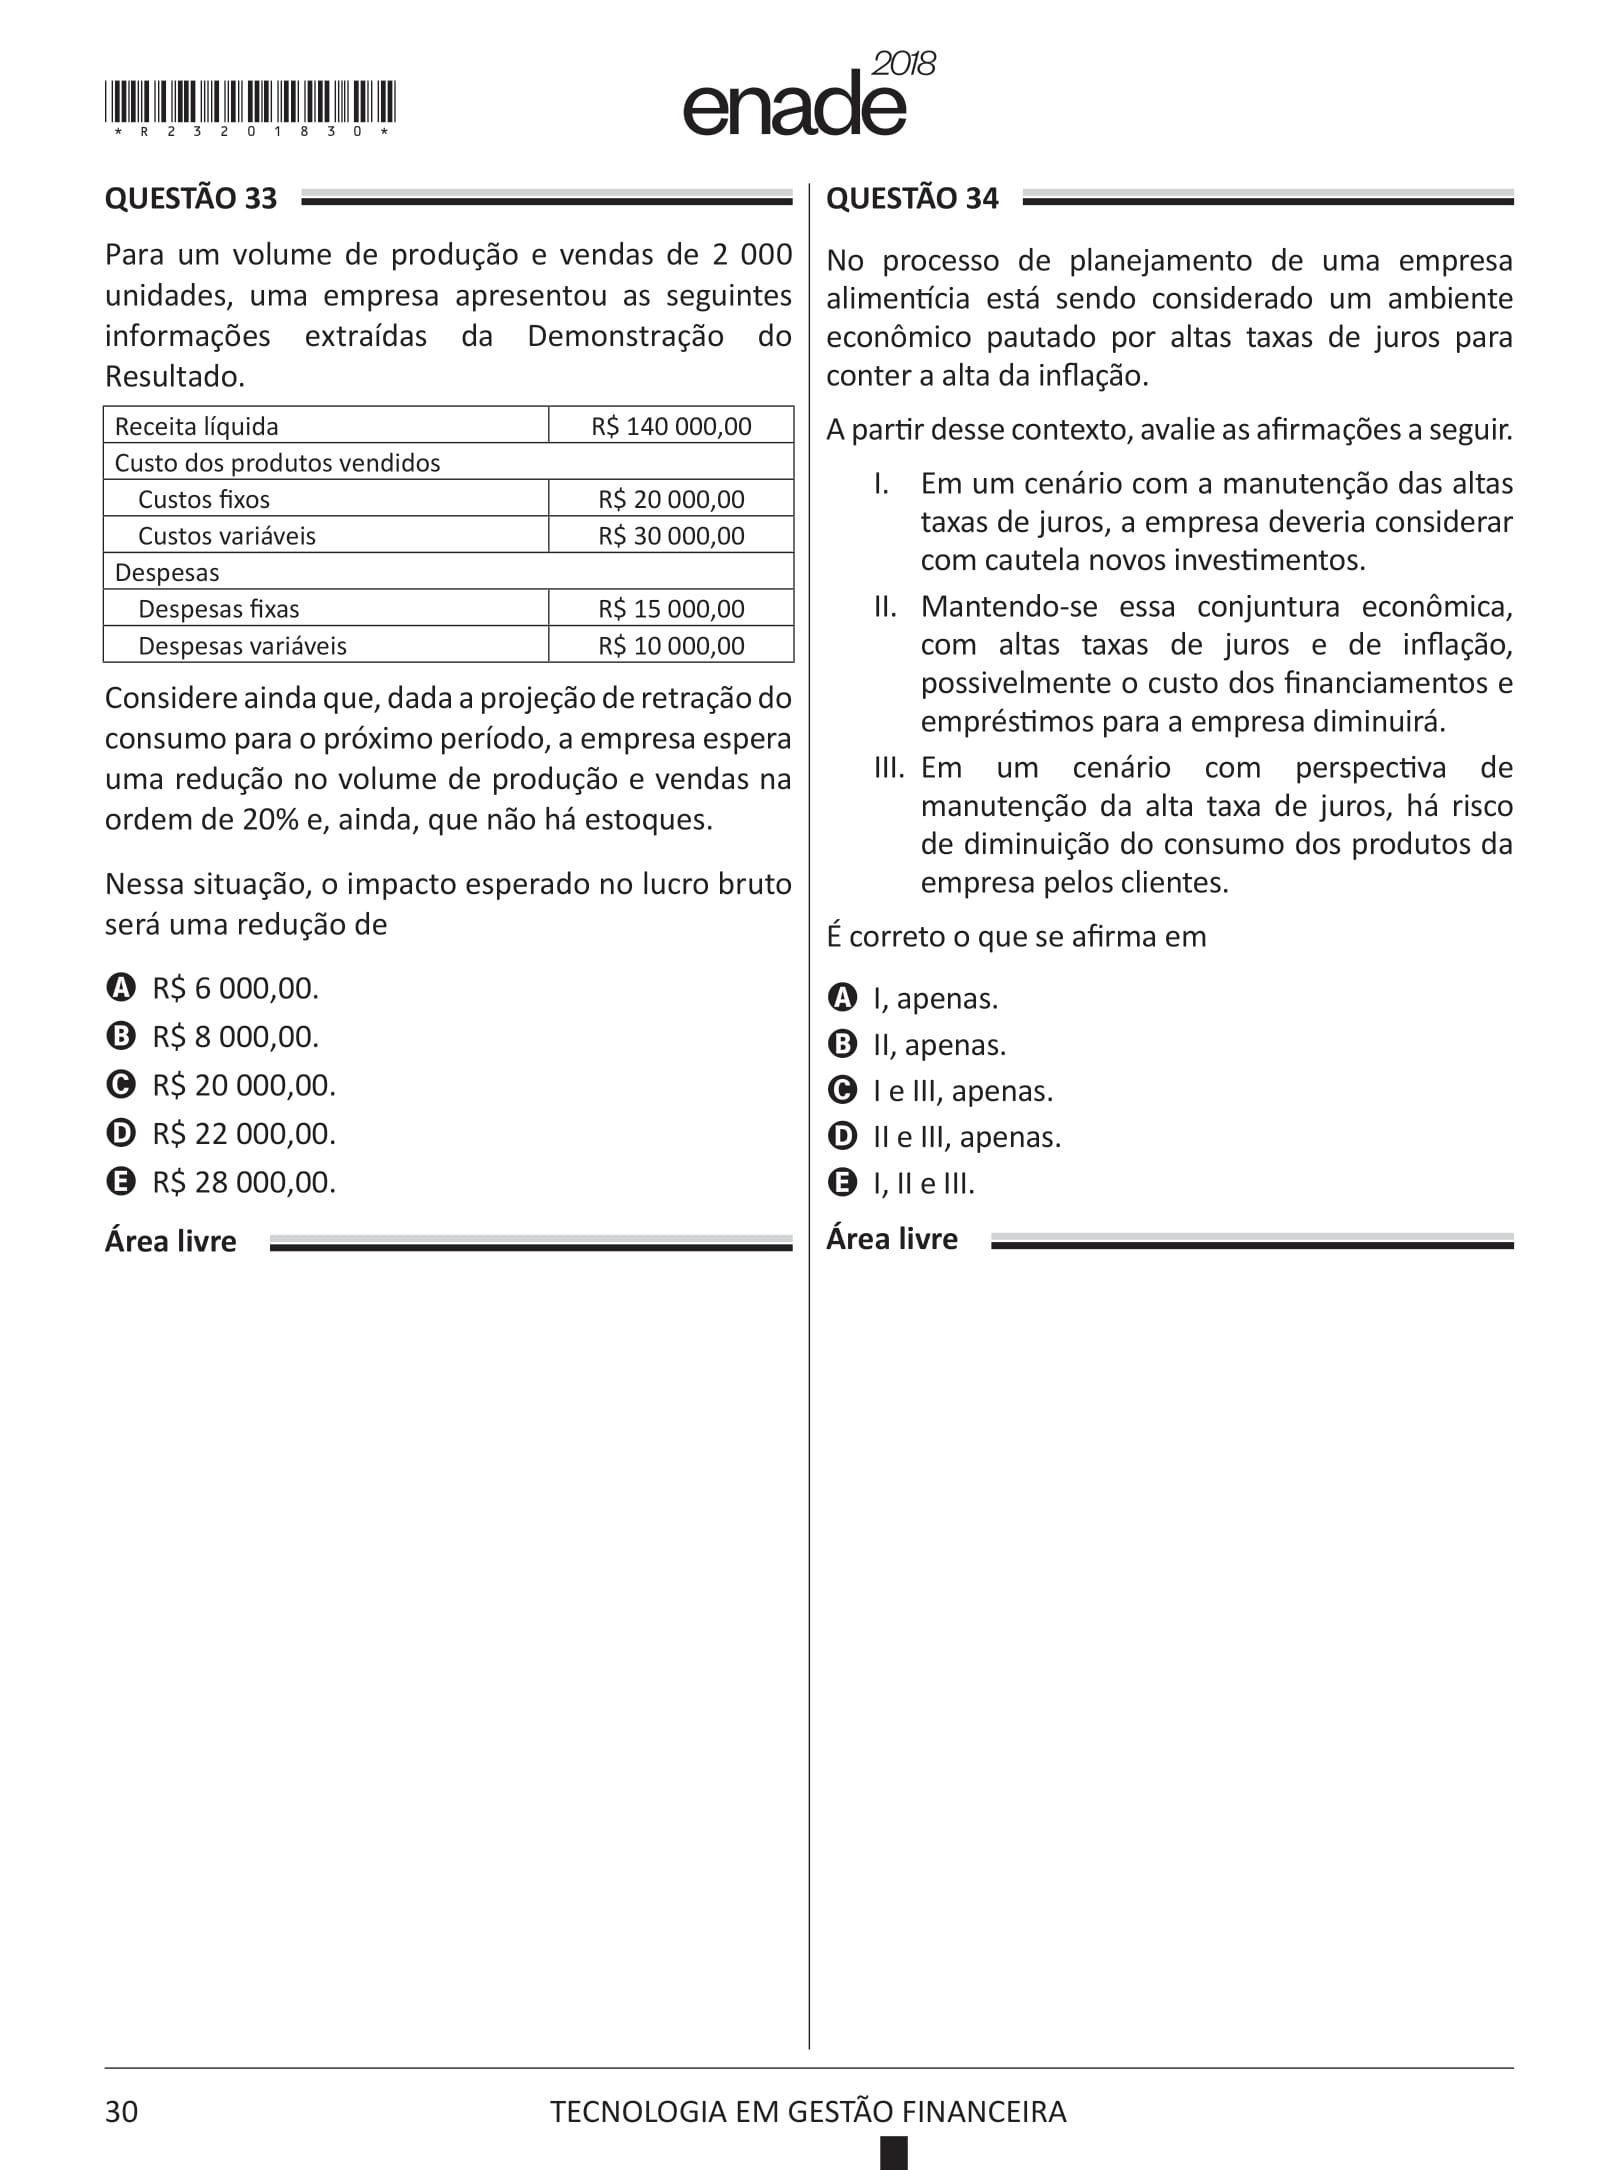 *R23201830*
enade 2018
QUESTÃO 33
Para um volume de produção e vendas de 2 000
unidades, uma empresa apresentou as seguintes
informações extraídas da Demonstração do
Resultado.
Receita líquida R$ 140 000,00
Custo dos produtos vendidos
Custos fixos R$ 20 000,00
Custos variáveis R$ 30 000,00
Despesas
Despesas fixas R$ 15 000,00
Despesas variáveis R$ 10 000,00
Considere ainda que, dada a projeção de retração do
consumo para o próximo período, a empresa espera
uma redução no volume de produção e vendas na
ordem de 20% e, ainda, que não há estoques.
Nessa situação, o impacto esperado no lucro bruto
será uma redução de
A R$ 6 000,00.
B R$ 8 000,00.
C R$ 20 000,00.
D R$ 22 000,00.
E R$ 28 000,00.
Área livre
QUESTÃO 34
No processo de planejamento de uma empresa
alimentícia está sendo considerado um ambiente
econômico pautado por altas taxas de juros para
conter a alta da inflação.
A partir desse contexto, avalie as afirmações a seguir.
I. Em um cenário com a manutenção das altas
taxas de juros, a empresa deveria considerar
com cautela novos investimentos.
II. Mantendo-se essa conjuntura econômica,
com altas taxas de juros e de inflação,
possivelmente o custo dos financiamentos e
empréstimos para a empresa diminuirá.
III. Em um cenário com perspectiva de
manutenção da alta taxa de juros, há risco
de diminuição do consumo dos produtos da
empresa pelos clientes.
É correto o que se afirma em
A I, apenas.
B II, apenas.
C I e III, apenas.
D II e III, apenas.
E I, II e III.
Área livre
30
TECNOLOGIA EM GESTÃO FINANCEIRA